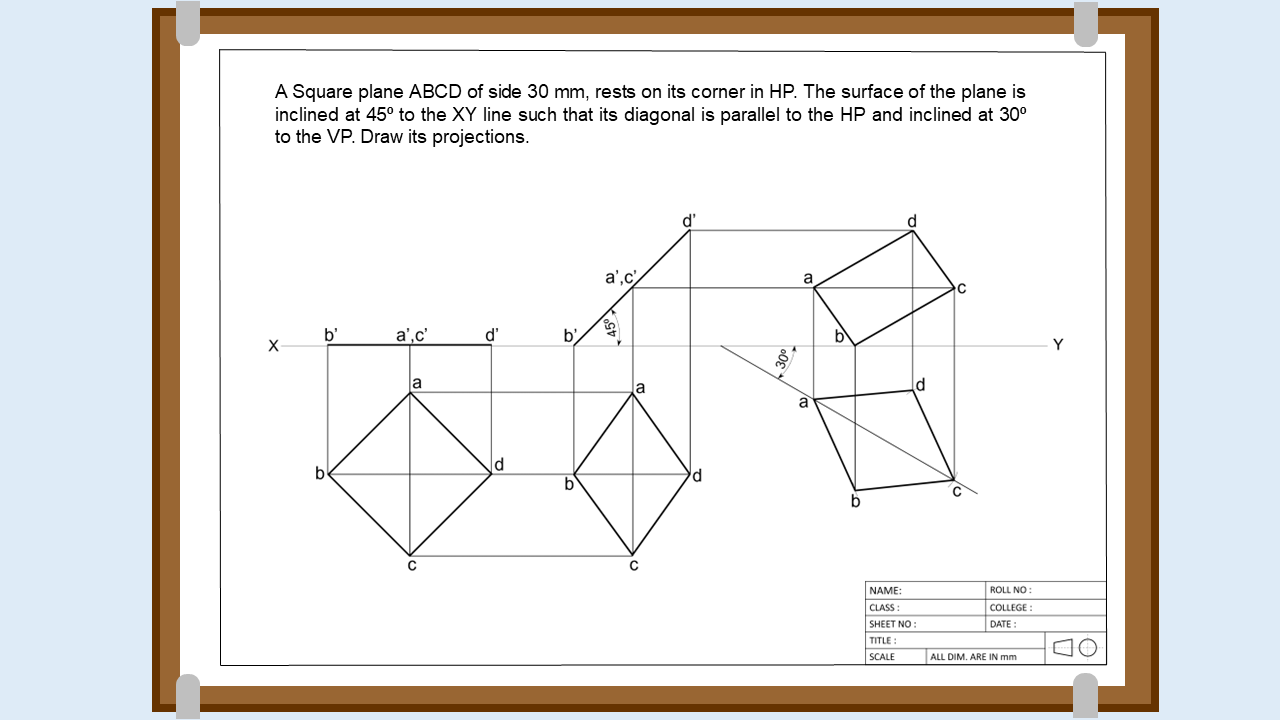 A Square plane ABCD of side 30 mm, rests on its corner in HP. The surface of the plane is
inclined at 45º to the XY line such that its diagonal is parallel to the HP and inclined at 30º
to the VP. Draw its projections.
d’ d
a’,c’ a c
b’ a’,c’ d’ b’ 45º b
X Y
30º
a a d
a
b d b d
b c
c c
NAME: ROLL NO :
CLASS : COLLEGE :
SHEET NO : DATE :
TITLE :
SCALE ALL DIM. ARE IN mm